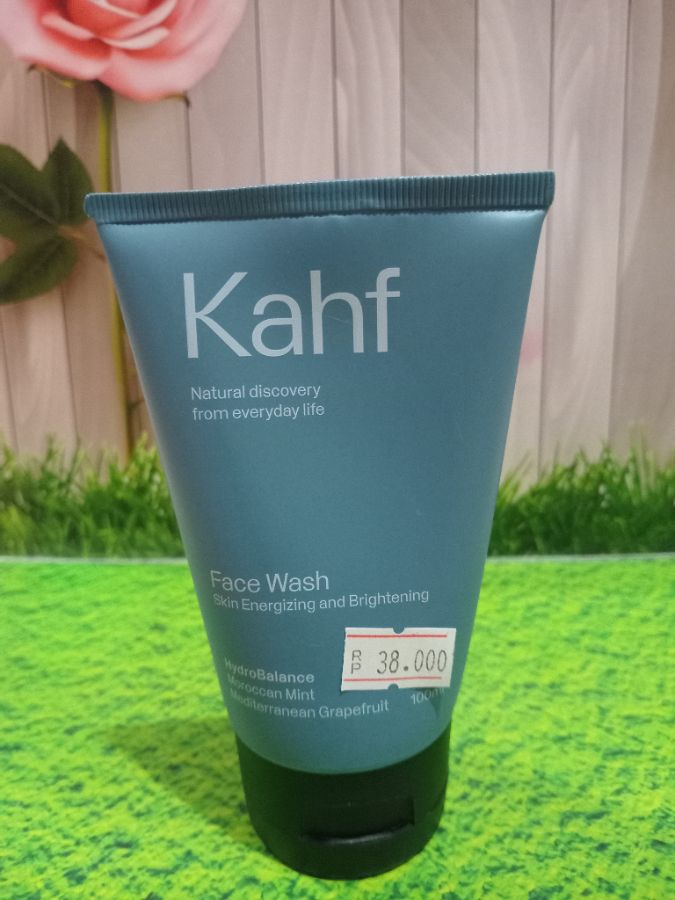 Kahf
Natural discovery
from everyday life
Face Wash
Skin Energizing and Brightening
RP 38.000
HydroBalance
Moroccan Mint
Mediterranean Grapefruit
100ml